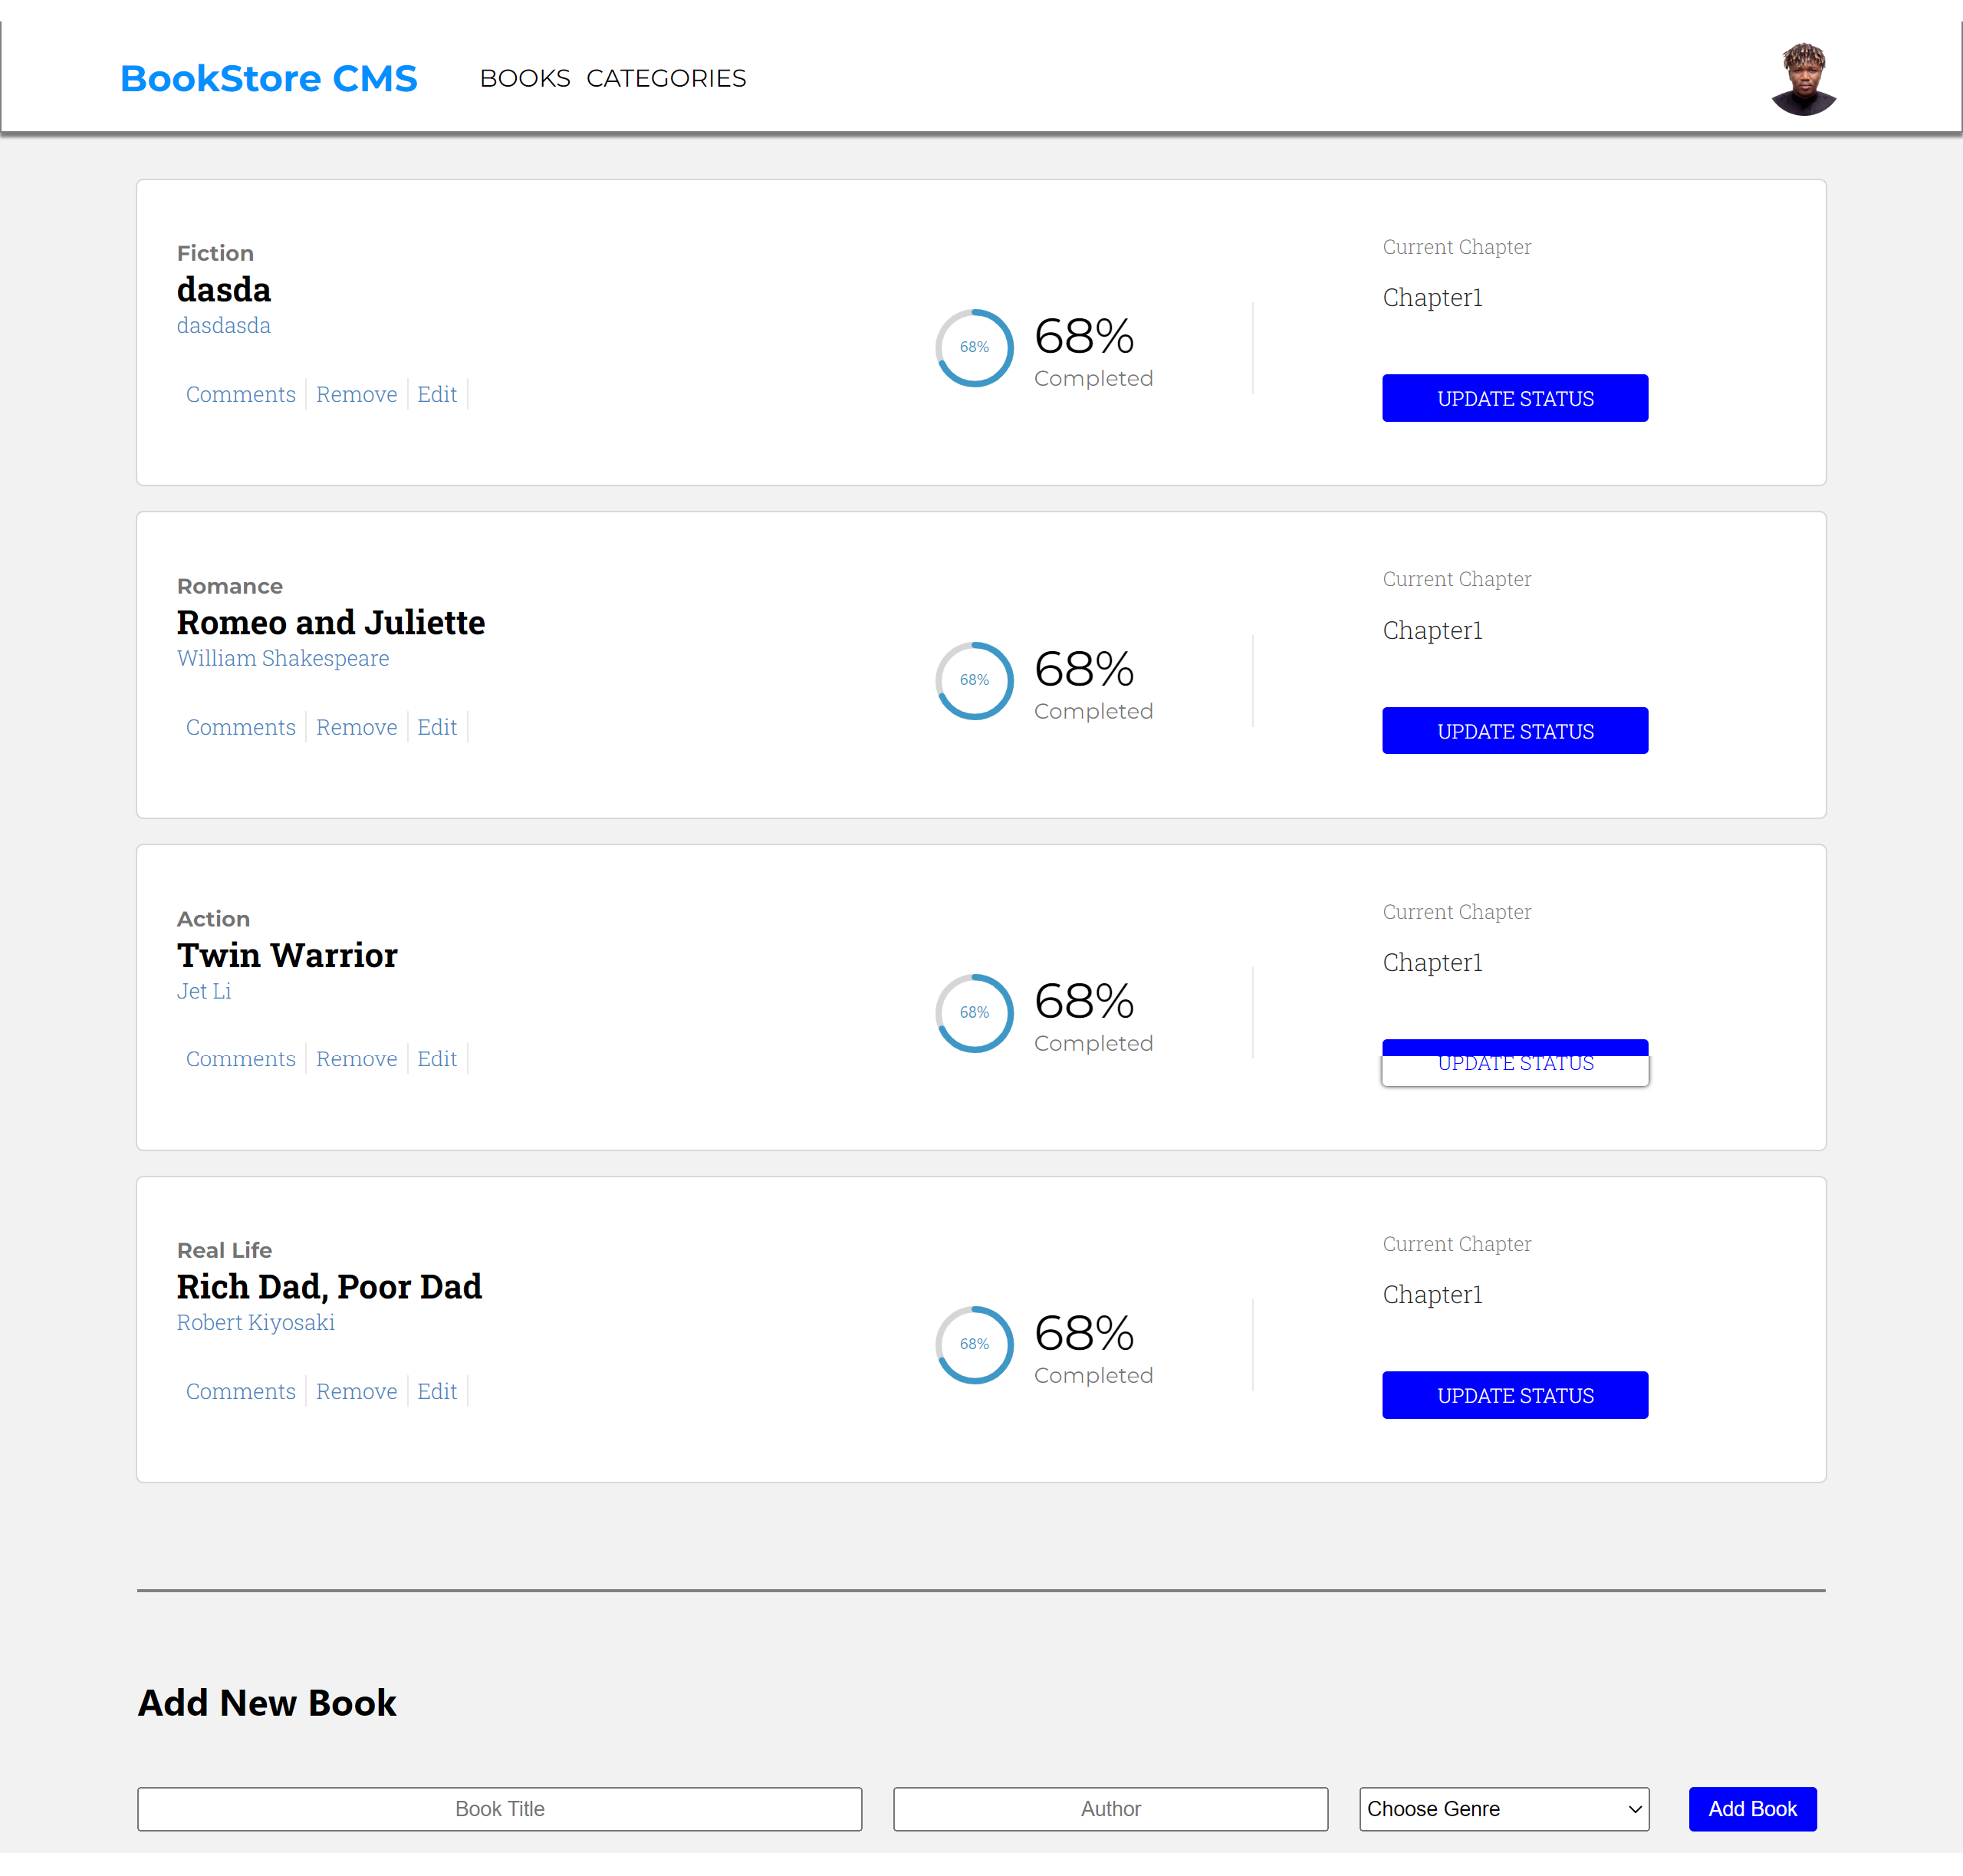 BookStore CMS BOOKS CATEGORIES
Fiction
dasda
dasdasda
Comments Remove Edit
68%
68%
Completed
Current Chapter
Chapter1
UPDATE STATUS
Romance
Romeo and Juliette
William Shakespeare
Comments Remove Edit
68%
68%
Completed
Current Chapter
Chapter1
UPDATE STATUS
Action
Twin Warrior
Jet Li
Comments Remove Edit
68%
68%
Completed
Current Chapter
Chapter1
UPDATE STATUS
Real Life
Rich Dad, Poor Dad
Robert Kiyosaki
Comments Remove Edit
68%
68%
Completed
Current Chapter
Chapter1
UPDATE STATUS
Add New Book
Book Title Author Choose Genre Add Book